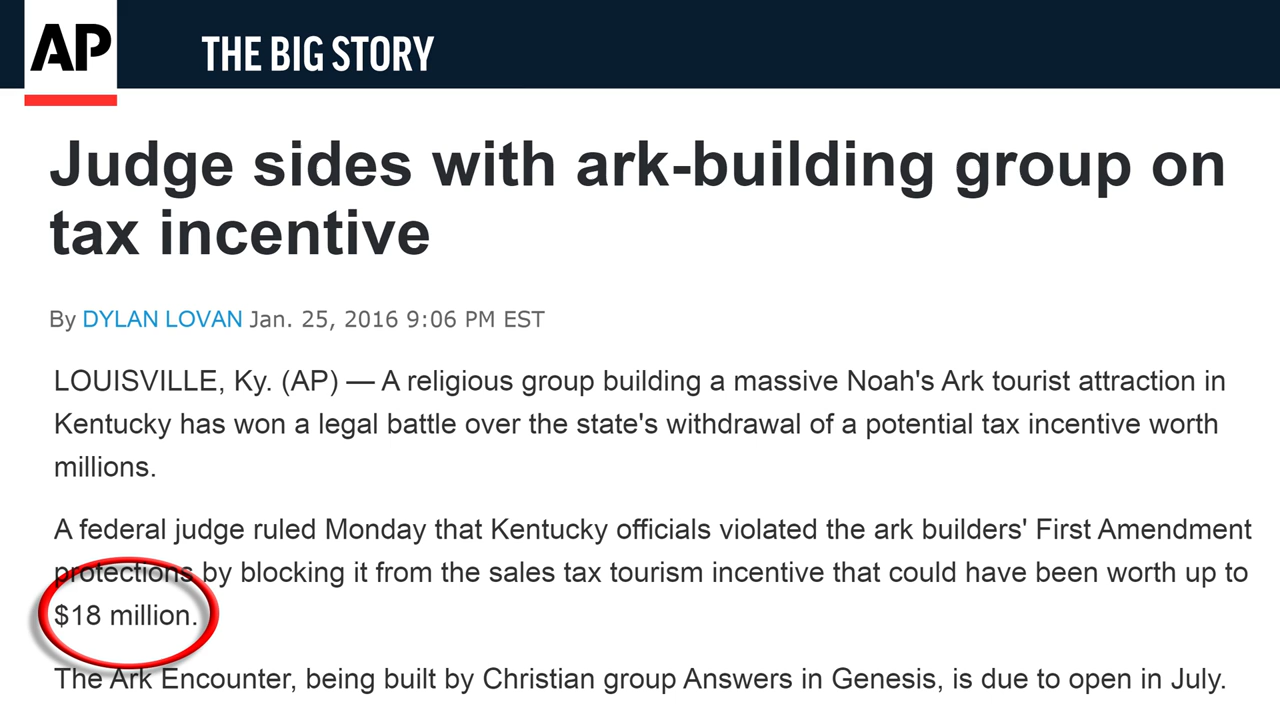 AP
THE BIG STORY
Judge sides with ark-building group on
tax incentive
By DYLAN LOVAN Jan. 25, 2016 9:06 PM EST
LOUISVILLE, Ky. (AP) — A religious group building a massive Noah's Ark tourist attraction in
Kentucky has won a legal battle over the state's withdrawal of a potential tax incentive worth
millions.
A federal judge ruled Monday that Kentucky officials violated the ark builders' First Amendment
protections by blocking it from the sales tax tourism incentive that could have been worth up to
$18 million.
The Ark Encounter, being built by Christian group Answers in Genesis, is due to open in July.